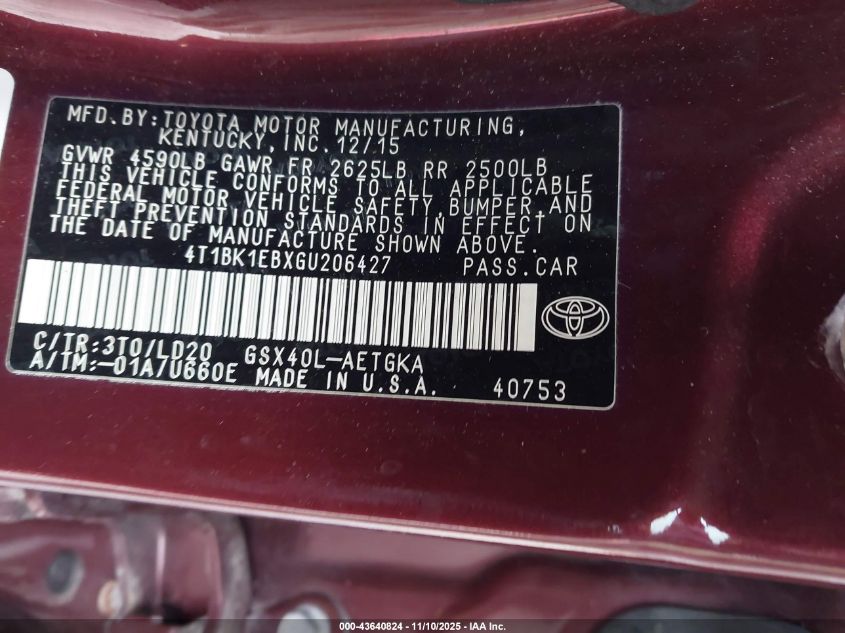 MFD. BY: TOYOTA MOTOR MANUFACTURING,
KENTUCKY, INC. 12/15
GVWR 4590LB GAWR FR 2625LB RR 2500LB
THIS VEHICLE CONFORMS TO ALL APPLICABLE
FEDERAL MOTOR VEHICLE SAFETY, BUMPER, AND
THEFT PREVENTION STANDARDS IN EFFECT ON
THE DATE OF MANUFACTURE SHOWN ABOVE.
4T1BK1EBXGU206427 PASS. CAR
C/TR: 3T0/LD20 GSX40L-AETGKA
A/TM: -01A/U660E MADE IN U.S.A. 40753
000-43640824 - 11/10/2025 - IAA Inc.